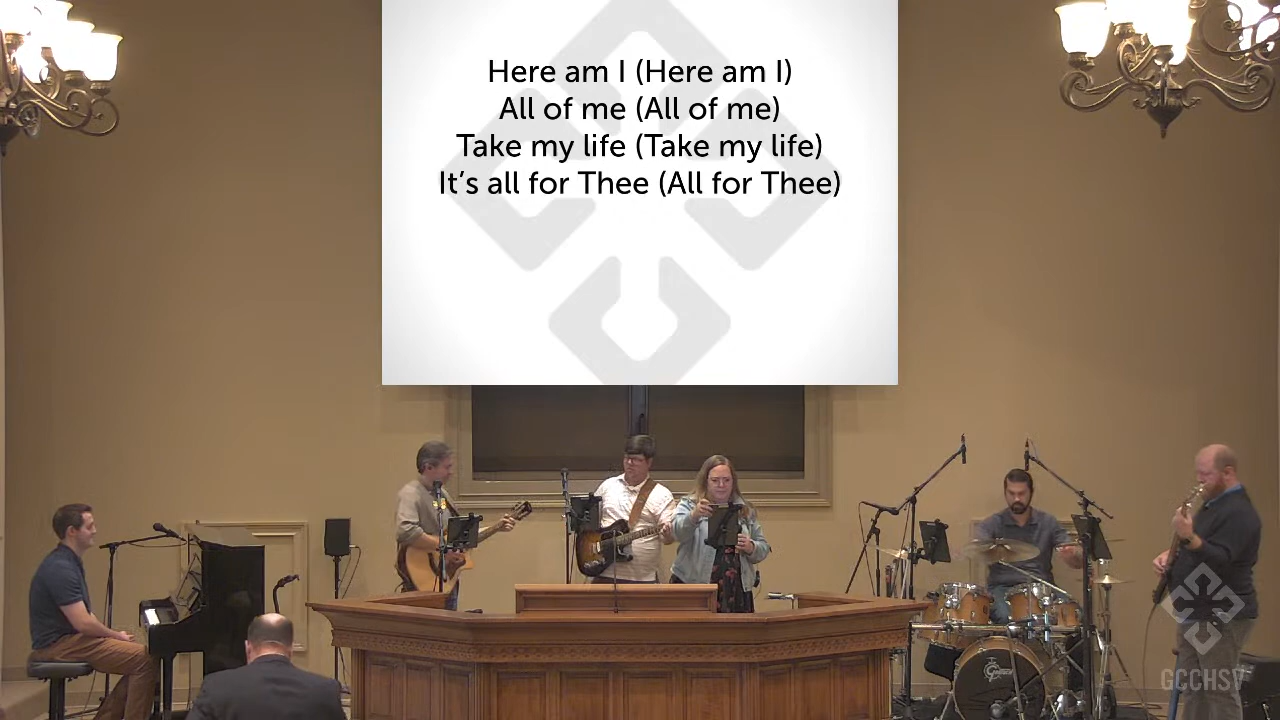 Here am I (Here am I)
All of me (All of me)
Take my life (Take my life)
It's all for Thee (All for Thee)
Gretsch
GCCHSV